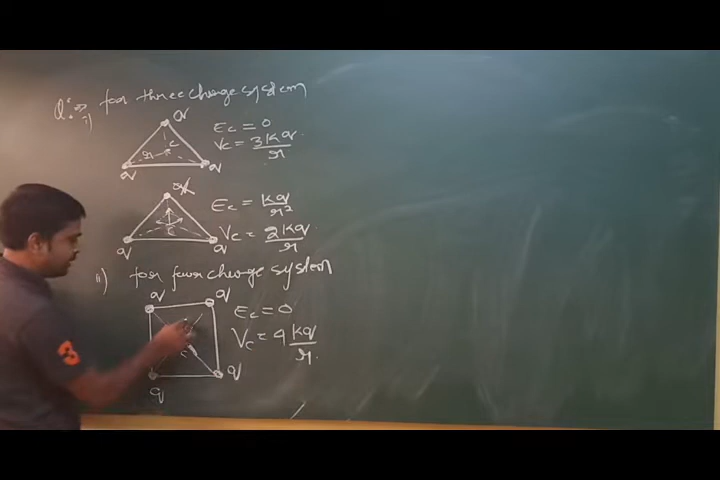 Q:⇒ i) for three charge system
q
r c
q q
Ec = 0
Vc = 3kq/r
q
c
q q
Ec = kq/r²
Vc = 2kq/r
ii) for four charge system
q q
c
q q
Ec = 0
Vc = 4 kq/r